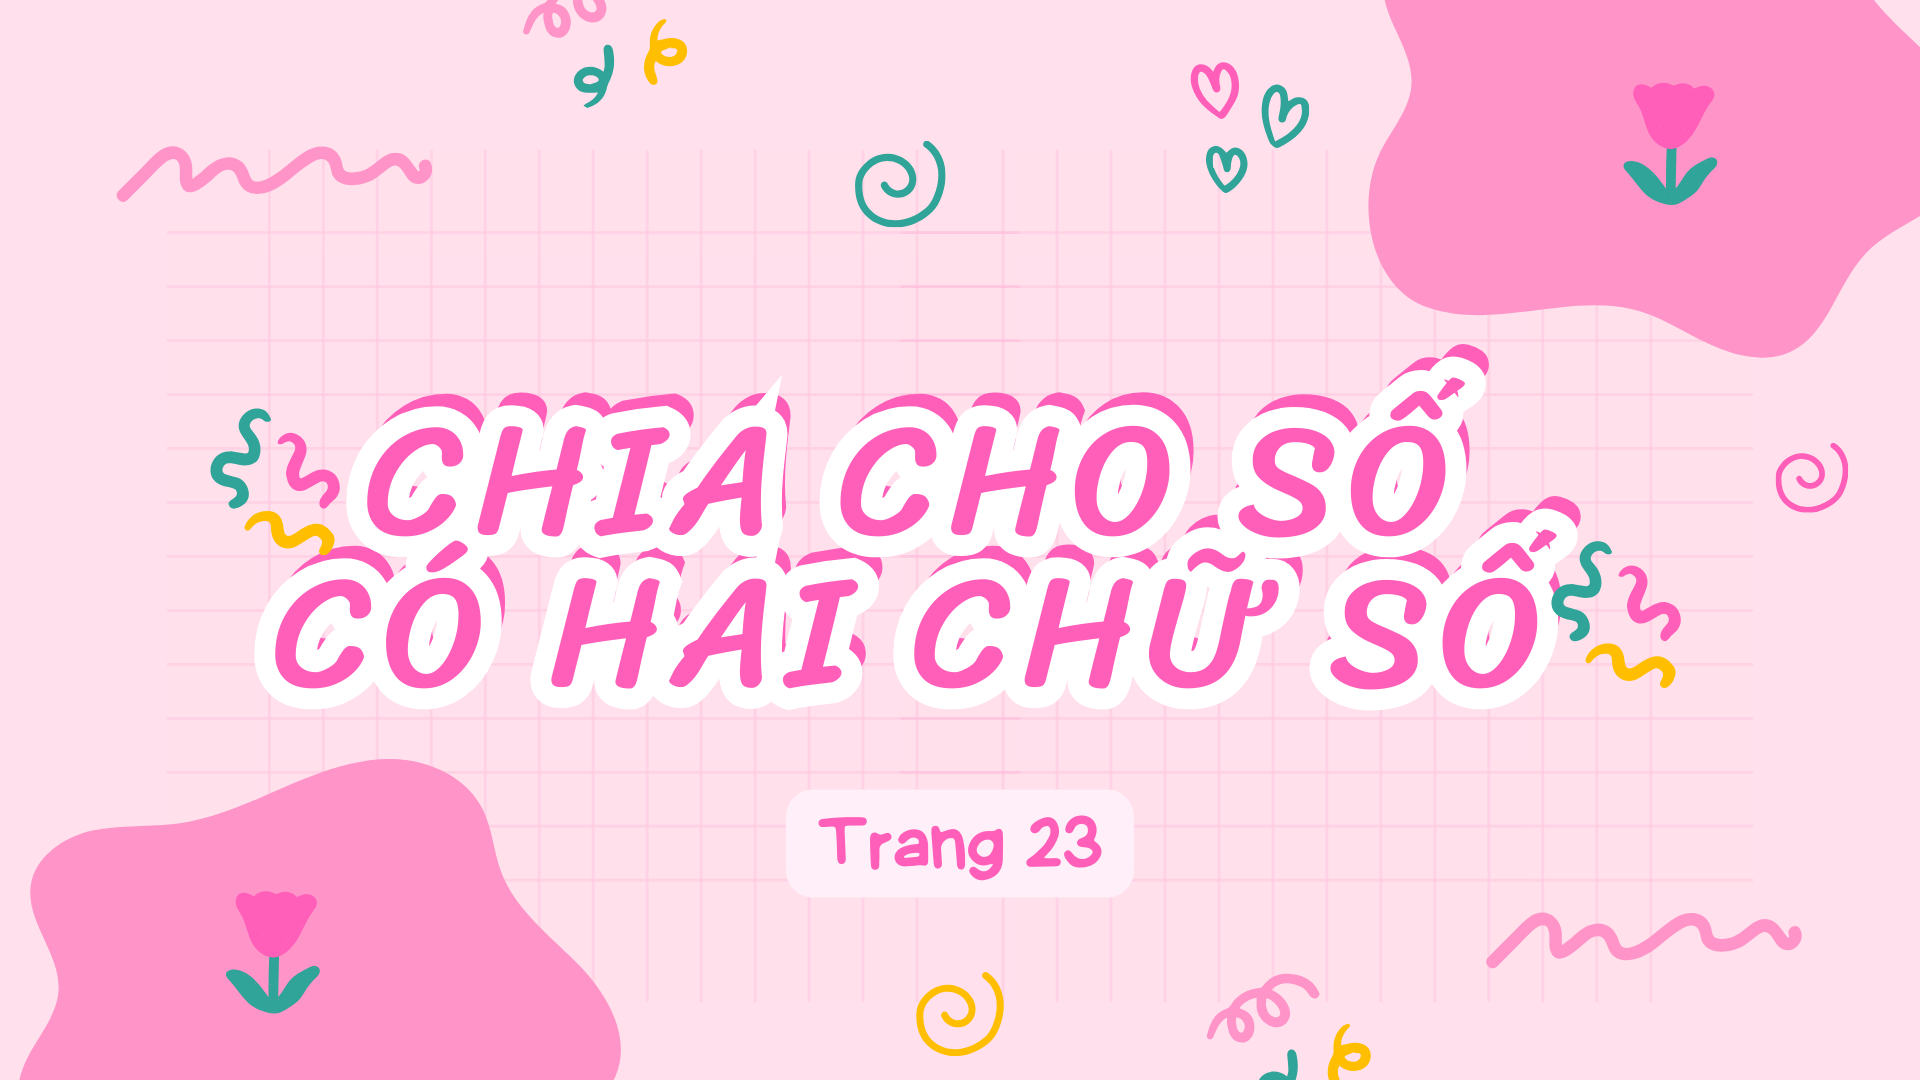 CHIA CHO SỐ
CÓ HAI CHỮ SỐ
Trang 23